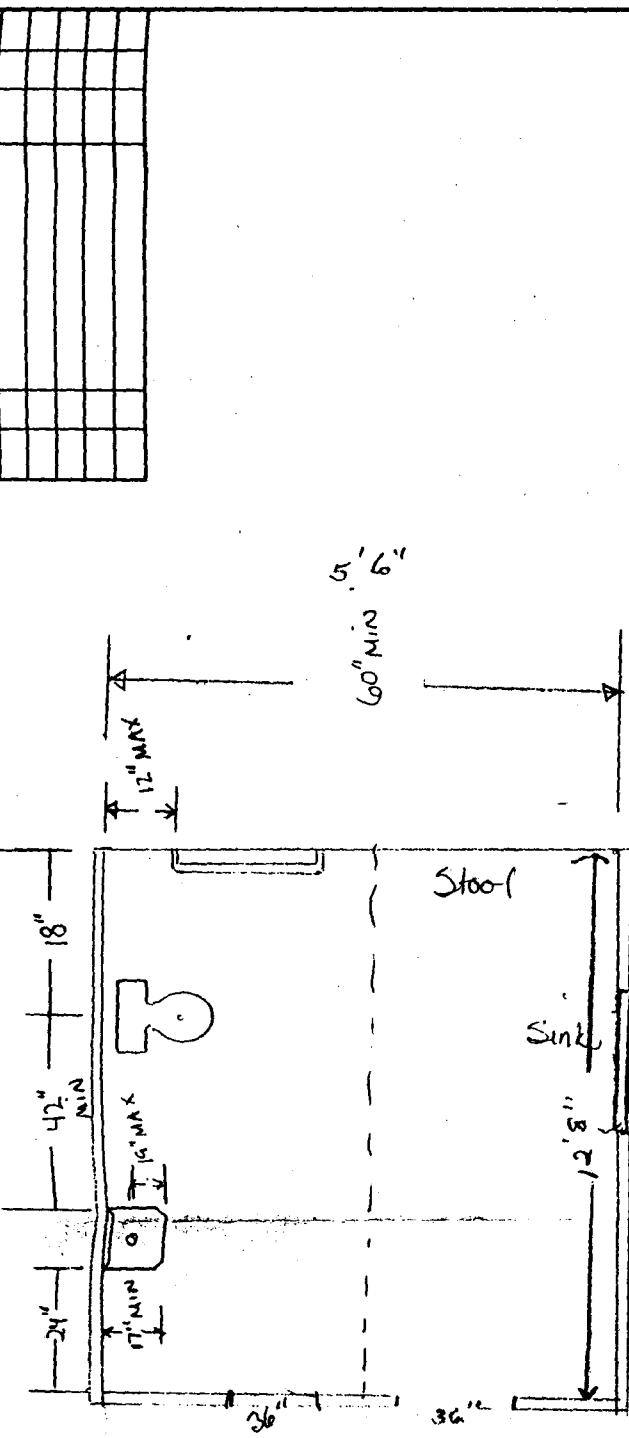 5' 6"
60" MIN
12" MAX
18"
Stool
Sink
42"
MIN
19" MAX
12' 8"
24"
17" MIN
36"
36"